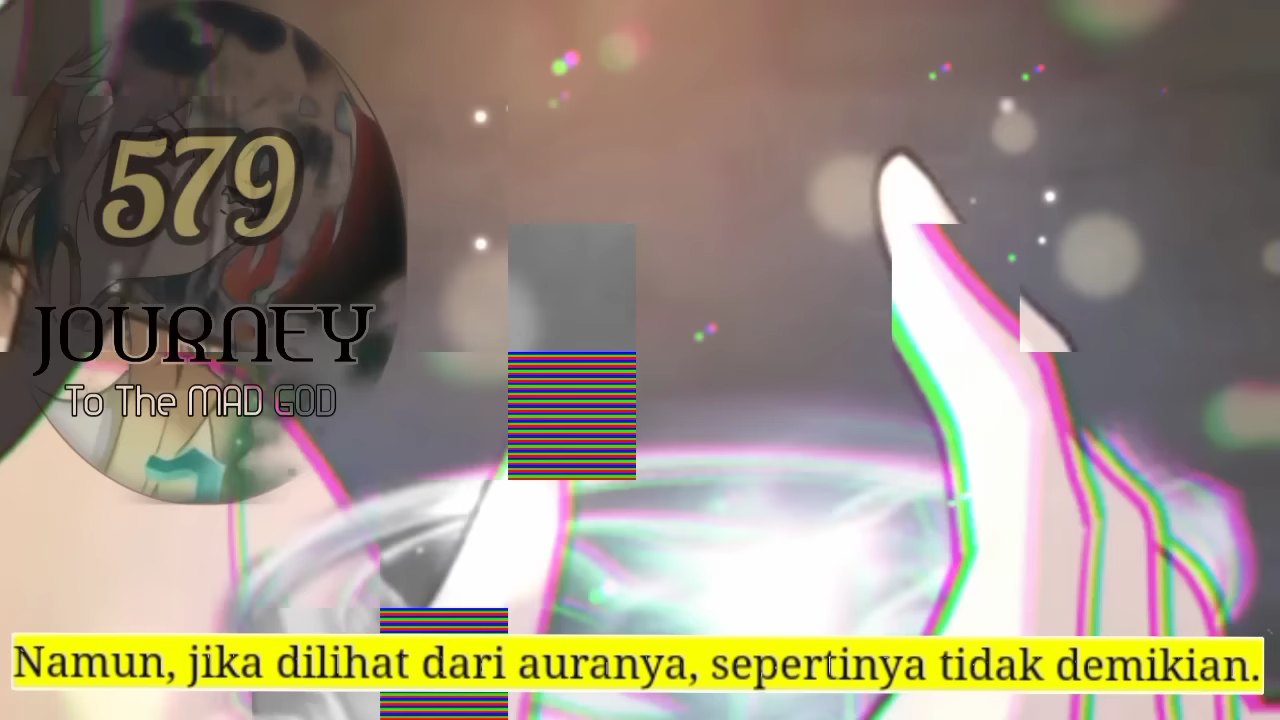 579
JOURNEY
To The MAD GOD
Namun, jika dilihat dari auranya, sepertinya tidak demikian.